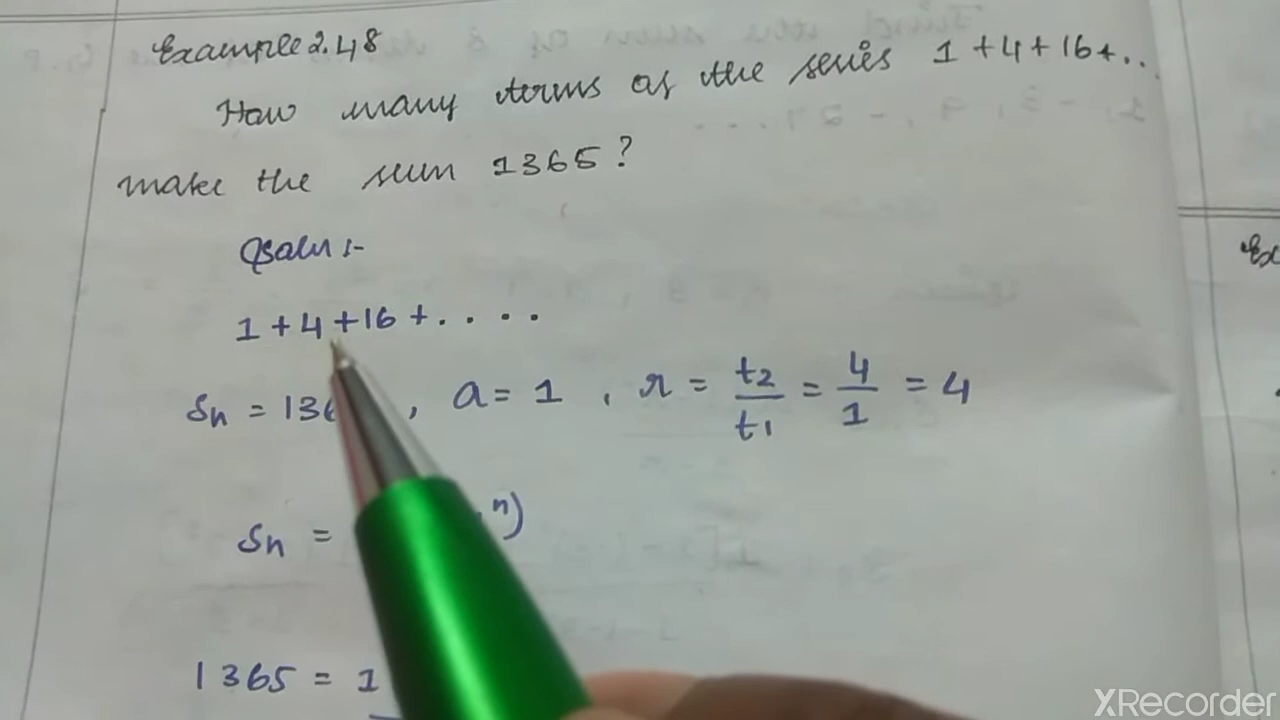 Example 2.48
How many terms of the series 1 + 4 + 16 + ..
make the sum 1365?
Soln :-
1 + 4 + 16 + . . . .
Sn = 136 , a = 1 , r = t2/t1 = 4/1 = 4
Sn = n)
1365 = 1
Ex
XRecorder